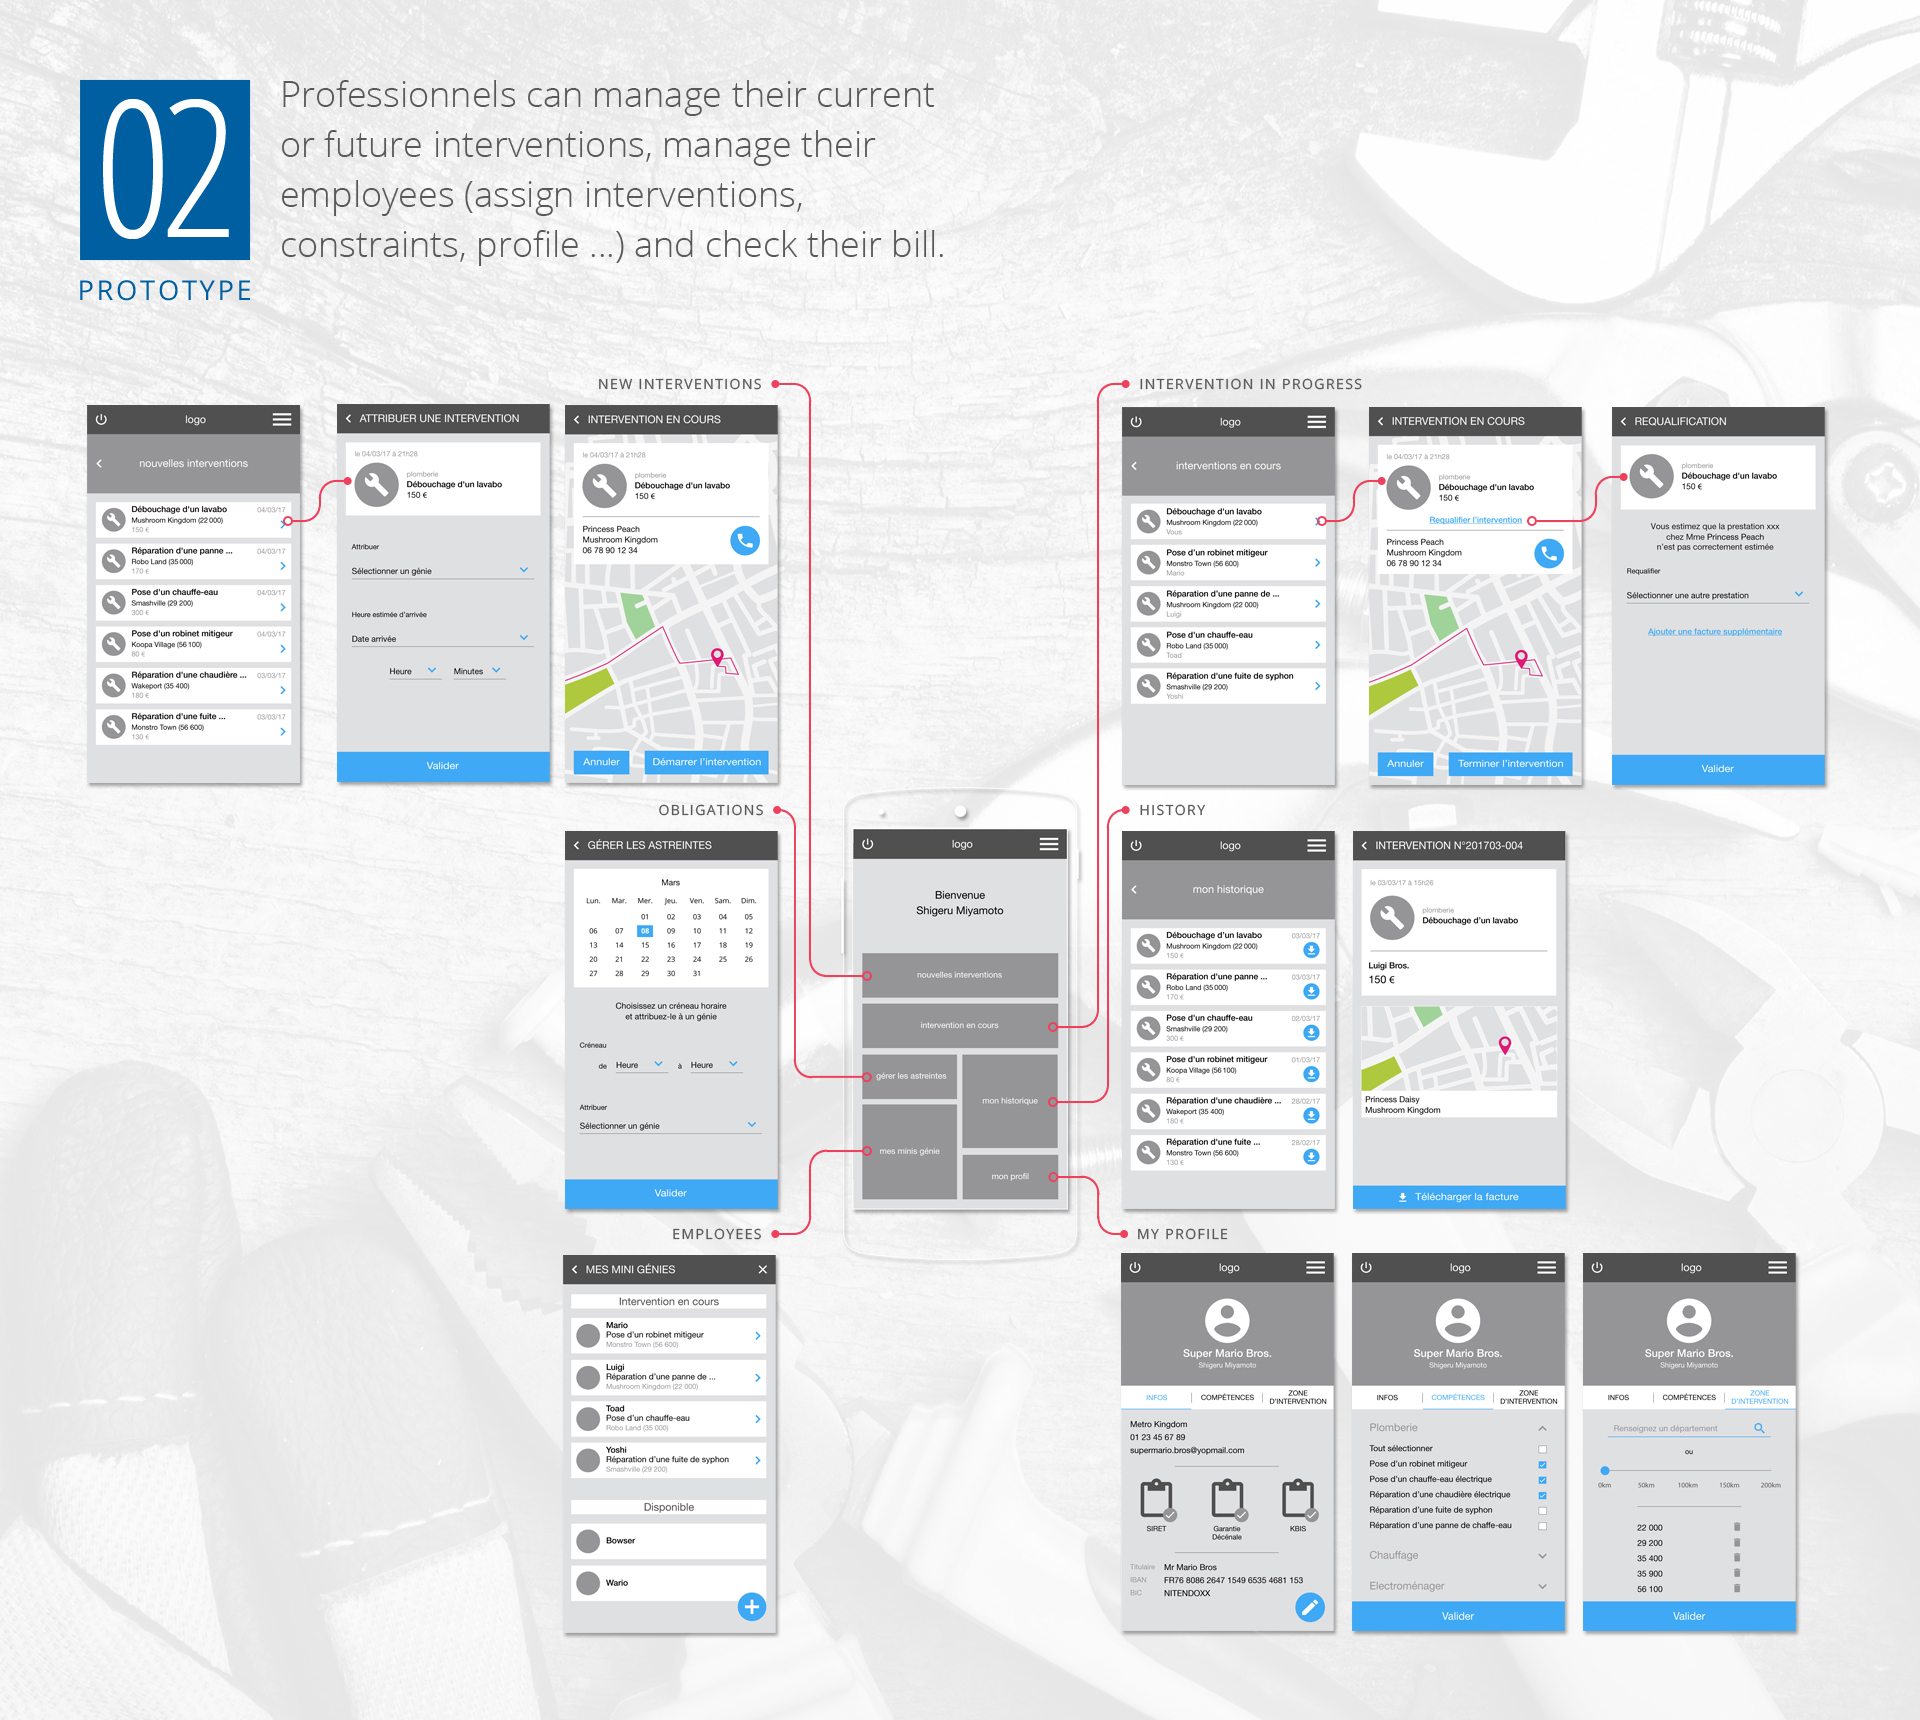 02
PROTOTYPE
Professionnels can manage their current
or future interventions, manage their
employees (assign interventions,
constraints, profile ...) and check their bill.
NEW INTERVENTIONS
logo
nouvelles interventions
Débouchage d'un lavabo 04/03/17
Mushroom Kingdom (22 000)
150 €
Réparation d'une panne ... 04/03/17
Robo Land (35 000)
170 €
Pose d'un chauffe-eau 04/03/17
Smashville (29 200)
300 €
Pose d'un robinet mitigeur 04/03/17
Koopa Village (56 100)
80 €
Réparation d'une chaudière ... 03/03/17
Wakeport (35 400)
180 €
Réparation d'une fuite ... 03/03/17
Monstro Town (56 600)
130 €
ATTRIBUER UNE INTERVENTION
le 04/03/17 à 21h28
plomberie
Débouchage d'un lavabo
150 €
Attribuer
Sélectionner un génie
Heure estimée d'arrivée
Date arrivée
Heure Minutes
Valider
INTERVENTION EN COURS
le 04/03/17 à 21h28
plomberie
Débouchage d'un lavabo
150 €
Princess Peach
Mushroom Kingdom
06 78 90 12 34
Annuler Démarrer l'intervention
INTERVENTION IN PROGRESS
logo
interventions en cours
Débouchage d'un lavabo
Mushroom Kingdom (22 000)
Vous
Pose d'un robinet mitigeur
Monstro Town (56 600)
Mario
Réparation d'une panne de ...
Mushroom Kingdom (22 000)
Luigi
Pose d'un chauffe-eau
Robo Land (35 000)
Toad
Réparation d'une fuite de syphon
Smashville (29 200)
Yoshi
INTERVENTION EN COURS
le 04/03/17 à 21h28
plomberie
Débouchage d'un lavabo
150 €
Requalifier l'intervention
Princess Peach
Mushroom Kingdom
06 78 90 12 34
Annuler Terminer l'intervention
REQUALIFICATION
plomberie
Débouchage d'un lavabo
150 €
Vous estimez que la prestation xxx
chez Mme Princess Peach
n'est pas correctement estimée
Requalifier
Sélectionner une autre prestation
Ajouter une facture supplémentaire
Valider
OBLIGATIONS
GÉRER LES ASTREINTES
Mars
Lun. Mar. Mer. Jeu. Ven. Sam. Dim.
01 02 03 04 05
06 07 08 09 10 11 12
13 14 15 16 17 18 19
20 21 22 23 24 25 26
27 28 29 30 31
Choisissez un créneau horaire
et attribuez-le à un génie
Créneau
de Heure à Heure
Attribuer
Sélectionner un génie
Valider
logo
Bienvenue
Shigeru Miyamoto
nouvelles interventions
intervention en cours
gérer les astreintes
mon historique
mes minis génie
mon profil
HISTORY
logo
mon historique
Débouchage d'un lavabo 03/03/17
Mushroom Kingdom (22 000)
150 €
Réparation d'une panne ... 03/03/17
Robo Land (35 000)
170 €
Pose d'un chauffe-eau 02/03/17
Smashville (29 200)
300 €
Pose d'un robinet mitigeur 01/03/17
Koopa Village (56 100)
80 €
Réparation d'une chaudière ... 28/02/17
Wakeport (35 400)
180 €
Réparation d'une fuite ... 28/02/17
Monstro Town (56 600)
130 €
INTERVENTION N°201703-004
le 03/03/17 à 15h26
plomberie
Débouchage d'un lavabo
Luigi Bros.
150 €
Princess Daisy
Mushroom Kingdom
Télécharger la facture
EMPLOYEES
MES MINI GÉNIES
Intervention en cours
Mario
Pose d'un robinet mitigeur
Monstro Town (56 600)
Luigi
Réparation d'une panne de ...
Mushroom Kingdom (22 000)
Toad
Pose d'un chauffe-eau
Robo Land (35 000)
Yoshi
Réparation d'une fuite de syphon
Smashville (29 200)
Disponible
Bowser
Wario
MY PROFILE
logo
Super Mario Bros.
Shigeru Miyamoto
INFOS COMPÉTENCES ZONE
D'INTERVENTION
Metro Kingdom
01 23 45 67 89
supermario.bros@yopmail.com
SIRET Garantie KBIS
Décénale
Titulaire Mr Mario Bros
IBAN FR76 8086 2647 1549 6535 4681 153
BIC NITENDOXX
logo
Super Mario Bros.
Shigeru Miyamoto
INFOS COMPÉTENCES ZONE
D'INTERVENTION
Plomberie
Tout sélectionner
Pose d'un robinet mitigeur
Pose d'un chauffe-eau électrique
Réparation d'une chaudière électrique
Réparation d'une fuite de syphon
Réparation d'une panne de chaffe-eau
Chauffage
Electroménager
Valider
logo
Super Mario Bros.
Shigeru Miyamoto
INFOS COMPÉTENCES ZONE
D'INTERVENTION
Renseignez un département
ou
0km 50km 100km 150km 200km
22 000
29 200
35 400
35 900
56 100
Valider